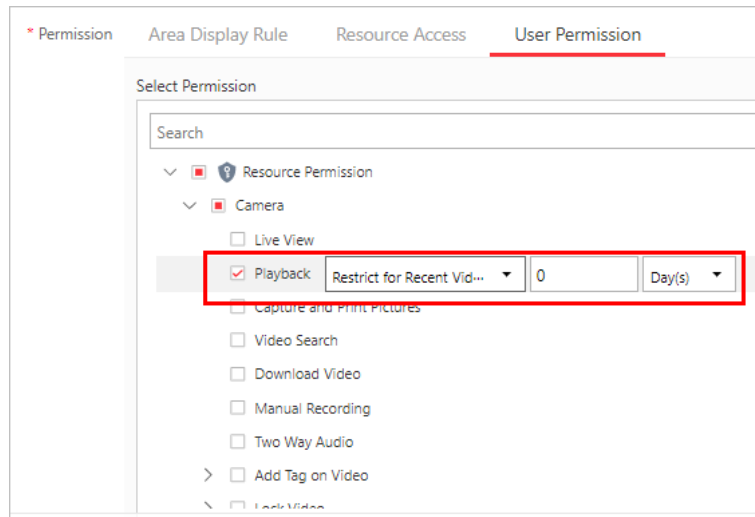 * Permission Area Display Rule Resource Access User Permission
Select Permission
Search
Resource Permission
Camera
Live View
Playback Restrict for Recent Vid... 0 Day(s)
Capture and Print Pictures
Video Search
Download Video
Manual Recording
Two Way Audio
Add Tag on Video
Lock Video